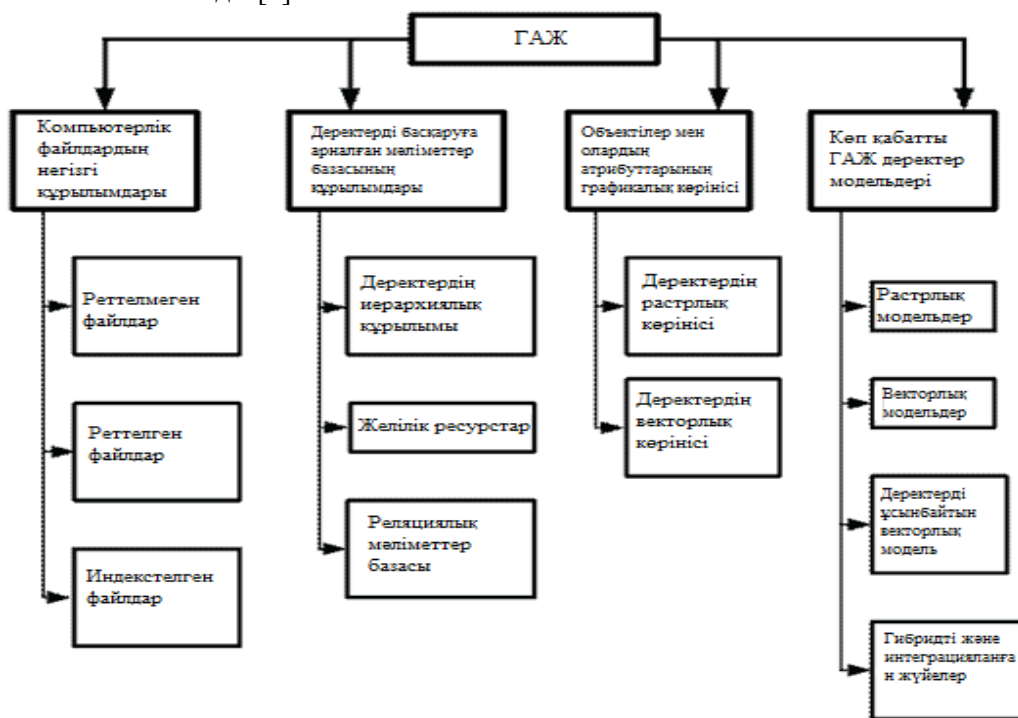 ГАЖ
Компьютерлік
файлдардың
негізгі
құрылымдары
Реттелмеген
файлдар
Реттелген
файлдар
Индекстелген
файлдар
Деректерді басқаруға
арналған мәліметтер
базасының
құрылымдары
Деректердің
иерархиялық
құрылымы
Желілік ресурстар
Реляциялық
мәліметтер
базасы
Объектілер мен
олардың
атрибуттарының
графикалық көрінісі
Деректердің
растрлық
көрінісі
Деректердің
векторлық
көрінісі
Көп қабатты
ГАЖ деректер
модельдері
Растрлық
модельдер
Векторлық
модельдер
Деректерді
ұсынбайтын
векторлық
модель
Гибридті және
интеграцияланға
н жүйелер